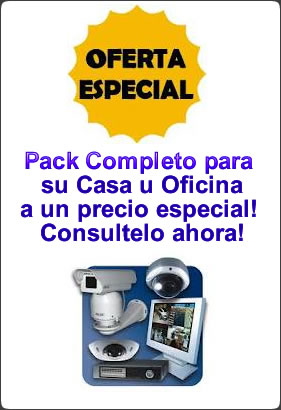 OFERTA
ESPECIAL
Pack Completo para
su Casa u Oficina
a un precio especial!
Consultelo ahora!